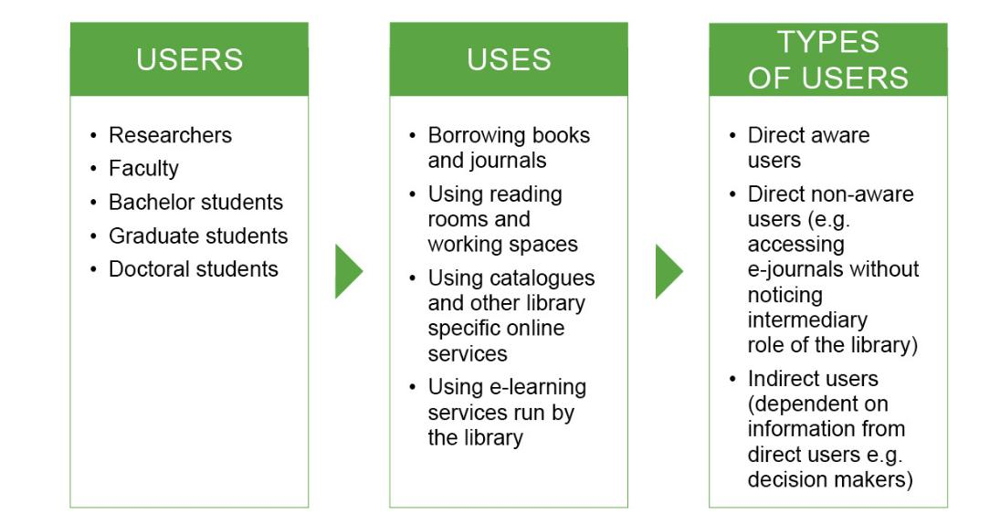 USERS
• Researchers
• Faculty
• Bachelor students
• Graduate students
• Doctoral students
USES
• Borrowing books
and journals
• Using reading
rooms and
working spaces
• Using catalogues
and other library
specific online
services
• Using e-learning
services run by
the library
TYPES
OF USERS
• Direct aware
users
• Direct non-aware
users (e.g.
accessing
e-journals without
noticing
intermediary
role of the library)
• Indirect users
(dependent on
information from
direct users e.g.
decision makers)